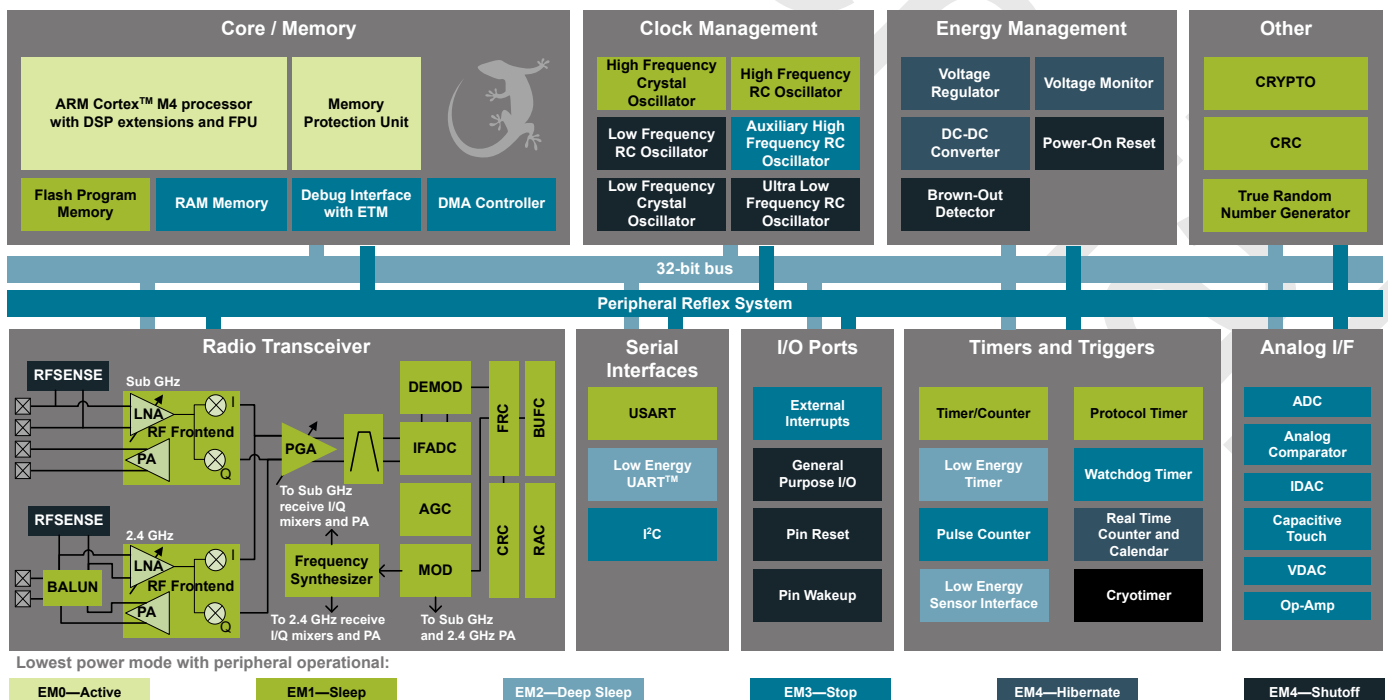 Core / Memory
ARM Cortex™ M4 processor
with DSP extensions and FPU
Memory
Protection Unit
Flash Program
Memory
RAM Memory
Debug Interface
with ETM
DMA Controller
Clock Management
High Frequency
Crystal
Oscillator
High Frequency
RC Oscillator
Low Frequency
RC Oscillator
Auxiliary High
Frequency RC
Oscillator
Low Frequency
Crystal
Oscillator
Ultra Low
Frequency RC
Oscillator
Energy Management
Voltage
Regulator
Voltage Monitor
DC-DC
Converter
Power-On Reset
Brown-Out
Detector
Other
CRYPTO
CRC
True Random
Number Generator
32-bit bus
Peripheral Reflex System
Radio Transceiver
RFSENSE
Sub GHz
LNA
RF Frontend
PA
I
Q
RFSENSE
2.4 GHz
BALUN
LNA
RF Frontend
PA
I
Q
PGA
To Sub GHz
receive I/Q
mixers and PA
Frequency
Synthesizer
To 2.4 GHz receive
I/Q mixers and PA
DEMOD
IFADC
AGC
MOD
To Sub GHz
and 2.4 GHz PA
FRC
BUFC
CRC
RAC
Serial
Interfaces
USART
Low Energy
UART™
I²C
I/O Ports
External
Interrupts
General
Purpose I/O
Pin Reset
Pin Wakeup
Timers and Triggers
Timer/Counter
Protocol Timer
Low Energy
Timer
Watchdog Timer
Pulse Counter
Real Time
Counter and
Calendar
Low Energy
Sensor Interface
Cryotimer
Analog I/F
ADC
Analog
Comparator
IDAC
Capacitive
Touch
VDAC
Op-Amp
Lowest power mode with peripheral operational:
EM0—Active
EM1—Sleep
EM2—Deep Sleep
EM3—Stop
EM4—Hibernate
EM4—Shutoff